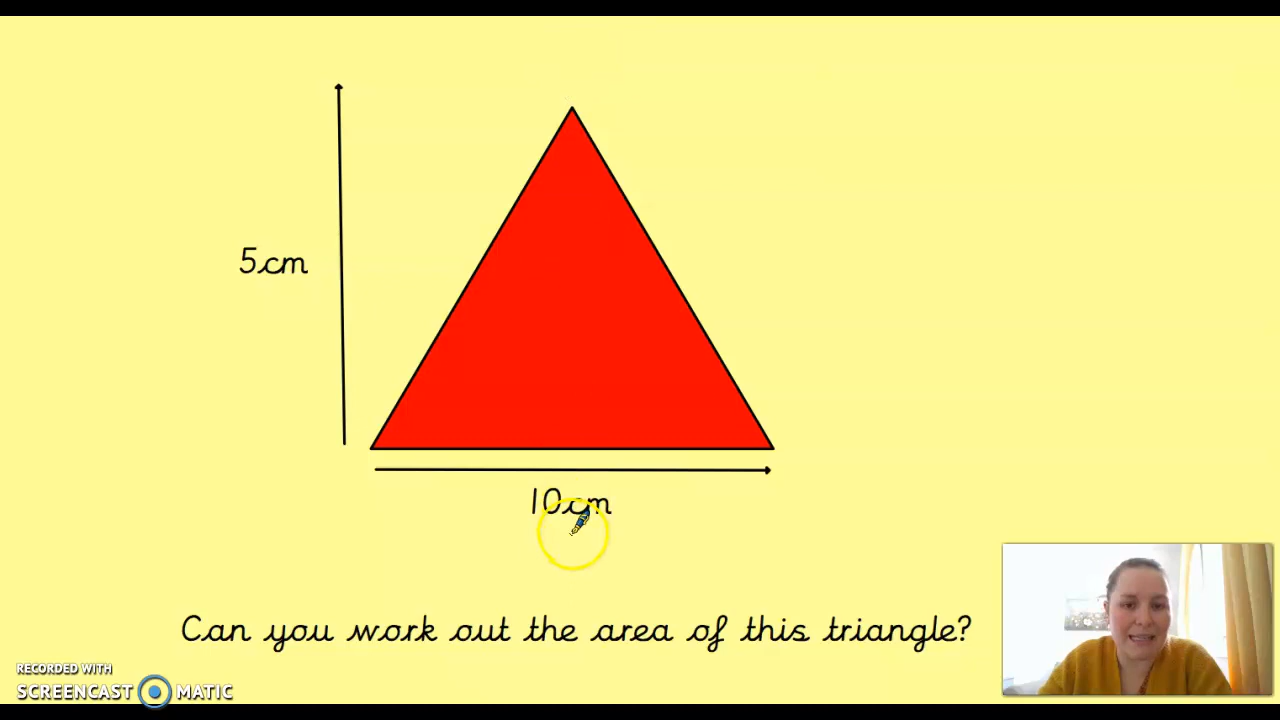 5cm
10cm
Can you work out the area of this triangle?
RECORDED WITH
SCREENCAST MATIC